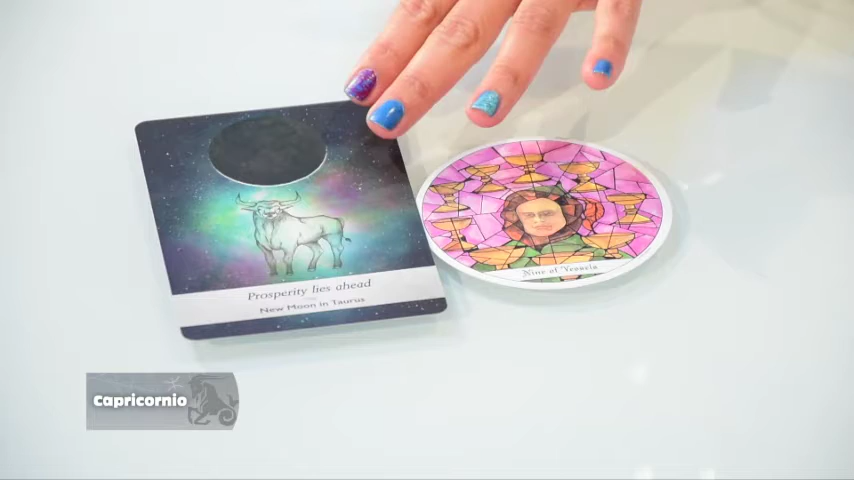 Prosperity lies ahead
New Moon in Taurus
Nine of Vessels
Capricornio